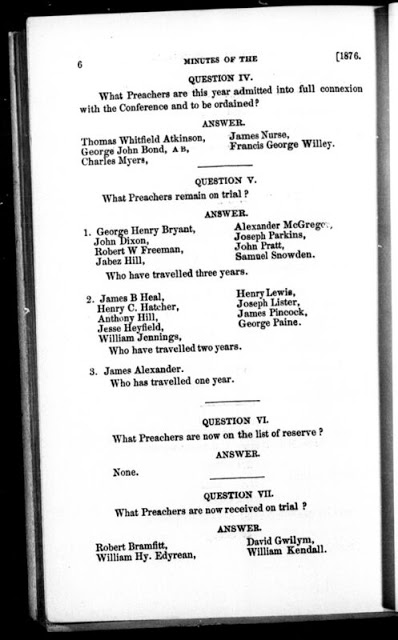 6 MINUTES OF THE [1876.
QUESTION IV.
What Preachers are this year admitted into full connexion
with the Conference and to be ordained?
ANSWER.
Thomas Whitfield Atkinson,
George John Bond, A B,
Charles Myers,
James Nurse,
Francis George Willey.
QUESTION V.
What Preachers remain on trial?
ANSWER.
1. George Henry Bryant,
John Dixon,
Robert W Freeman,
Jabez Hill,
Alexander McGregor,
Joseph Parkins,
John Pratt,
Samuel Snowden.
Who have travelled three years.
2. James B Heal,
Henry C. Hatcher,
Anthony Hill,
Jesse Heyfield,
William Jennings,
Henry Lewis,
Joseph Lister,
James Pincock,
George Paine.
Who have travelled two years.
3. James Alexander.
Who has travelled one year.
QUESTION VI.
What Preachers are now on the list of reserve?
ANSWER.
None.
QUESTION VII.
What Preachers are now received on trial?
ANSWER.
Robert Bramfitt,
William Hy. Edyrean,
David Gwilym,
William Kendall.